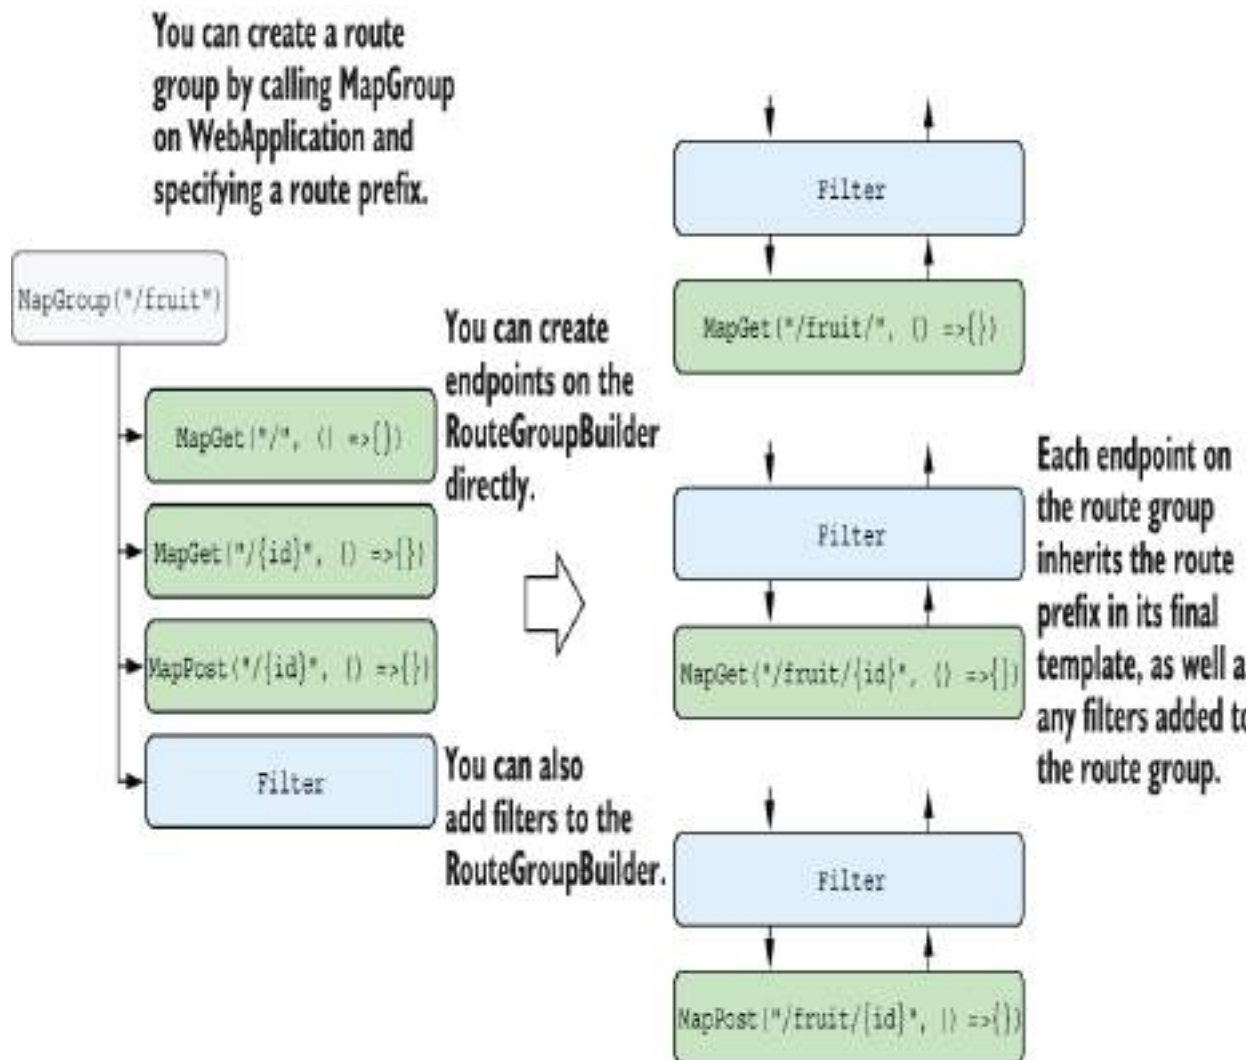 You can create a route
group by calling MapGroup
on WebApplication and
specifying a route prefix.
MapGroup("/fruit")
You can create
endpoints on the
RouteGroupBuilder
directly.
MapGet("/", () =>{})
MapGet("/{id}", () =>{})
MapPost("/{id}", () =>{})
Filter
You can also
add filters to the
RouteGroupBuilder.
Filter
MapGet("/fruit/", () =>{})
Filter
MapGet("/fruit/{id}", () =>{})
Filter
MapPost("/fruit/{id}", () =>{})
Each endpoint on
the route group
inherits the route
prefix in its final
template, as well a
any filters added to
the route group.